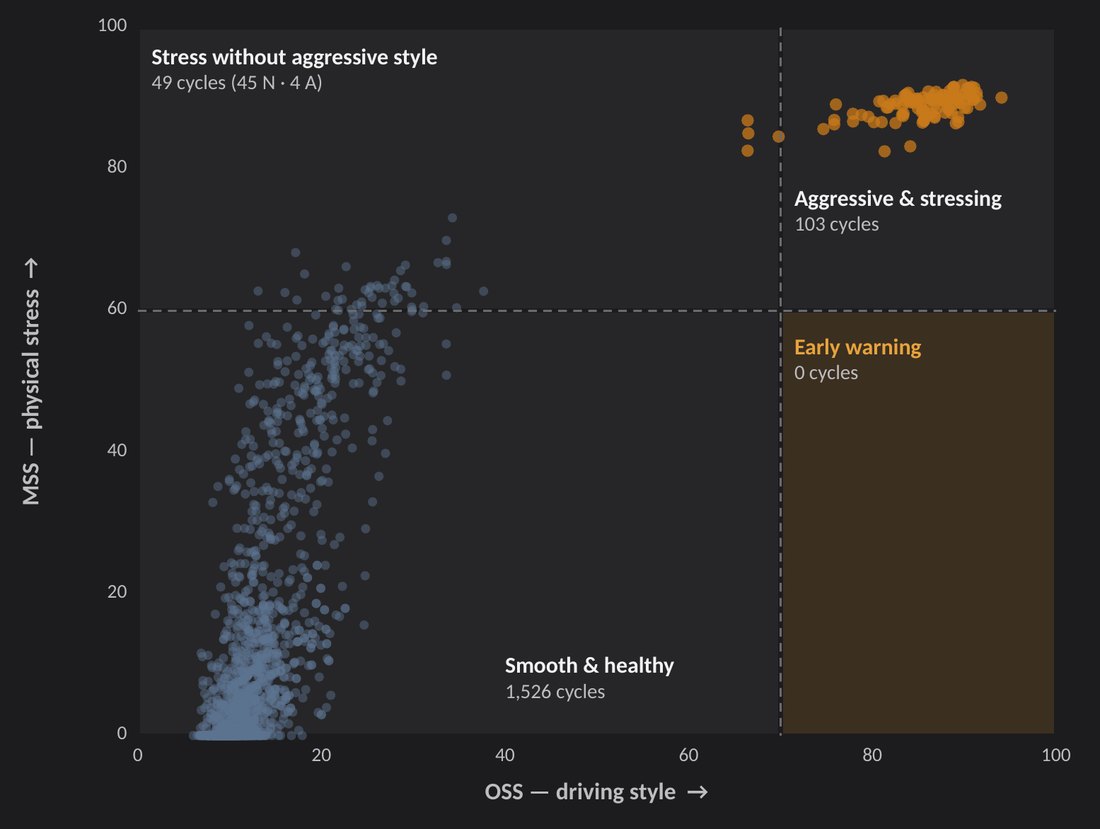 100
Stress without aggressive style
49 cycles (45 N · 4 A)
80
Aggressive & stressing
103 cycles
MSS — physical stress →
60
Early warning
0 cycles
40
20
Smooth & healthy
1,526 cycles
0
0 20 40 60 80 100
OSS — driving style →